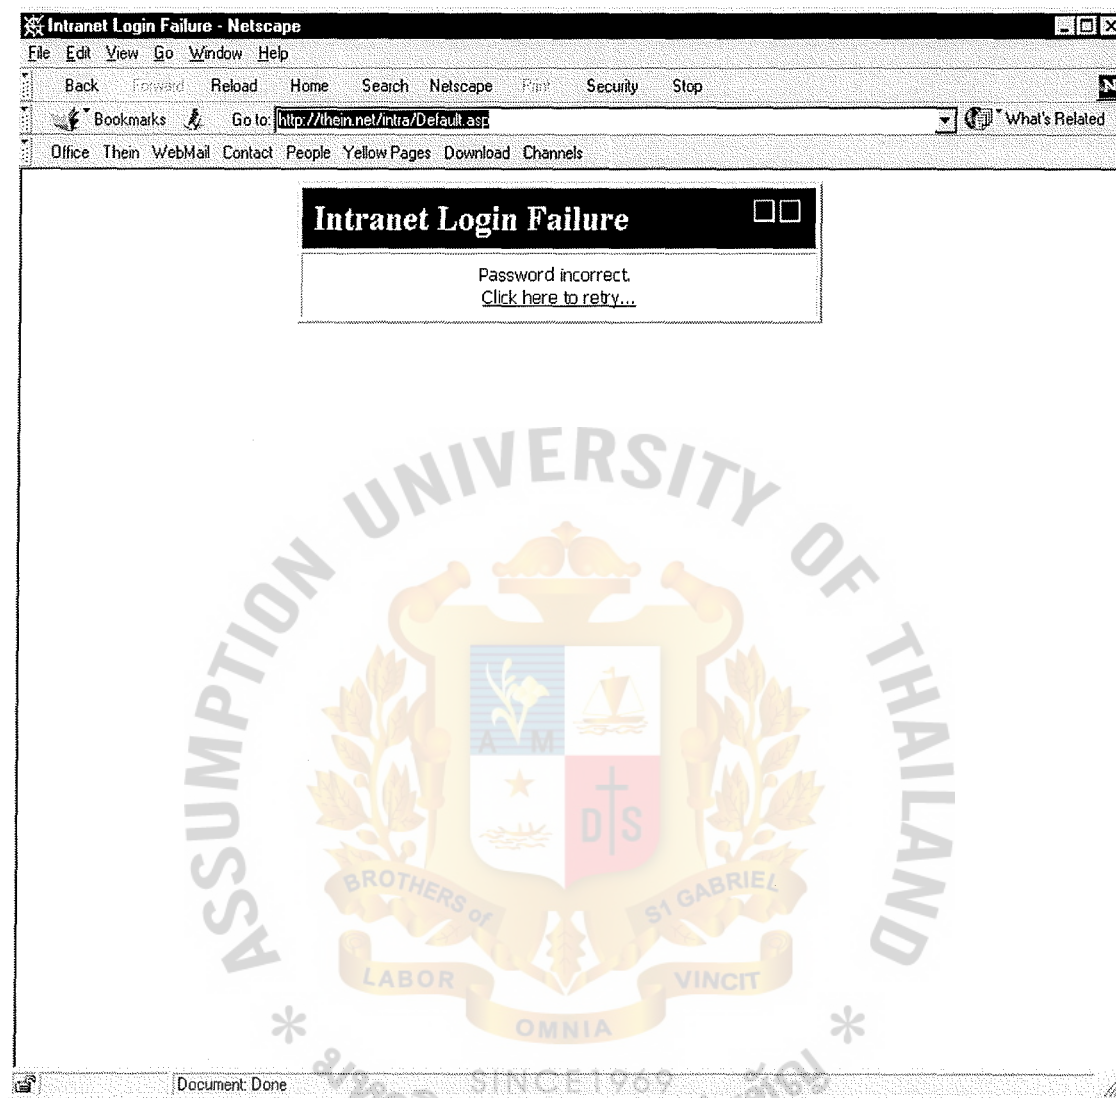 Intranet Login Failure - Netscape
File Edit View Go Window Help
Back Forward Reload Home Search Netscape Print Security Stop
N
Bookmarks Go to: http://thein.net/intra/Default.asp What's Related
Office Thein WebMail Contact People Yellow Pages Download Channels
Intranet Login Failure
Password incorrect.
Click here to retry...
ASSUMPTION UNIVERSITY OF THAILAND
A M
D S
BROTHERS of S1 GABRIEL
LABOR VINCIT
OMNIA
SINCE1969
Document: Done